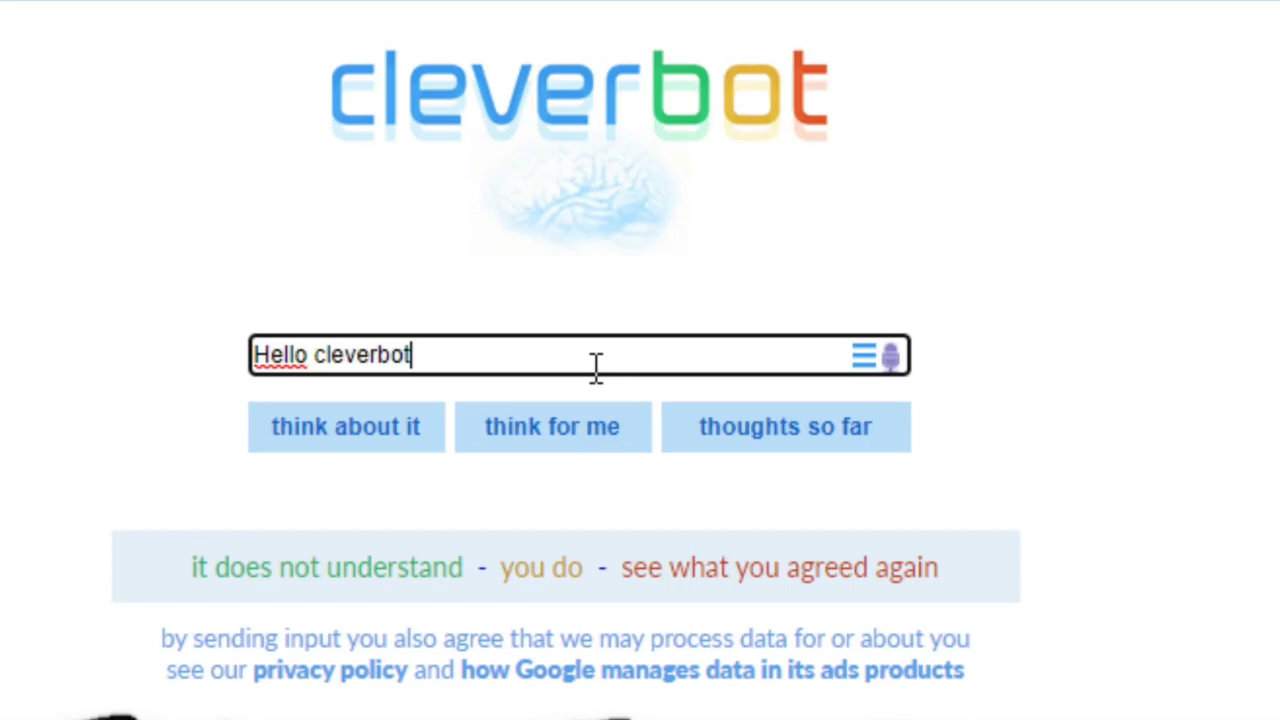 cleverbot
Hello cleverbot
think about it
think for me
thoughts so far
it does not understand - you do - see what you agreed again
by sending input you also agree that we may process data for or about you
see our privacy policy and how Google manages data in its ads products